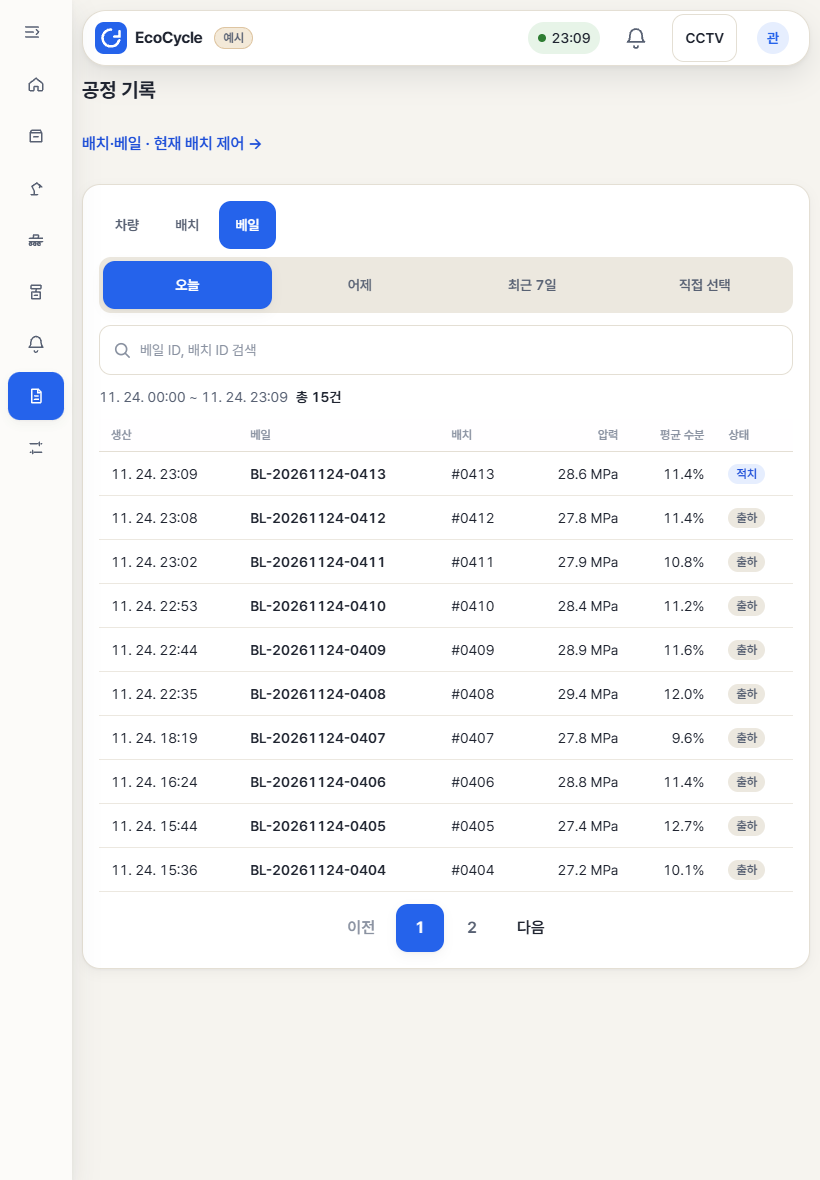 EcoCycle 예시 23:09 CCTV 관
공정 기록
배치·베일 · 현재 배치 제어 →
차량 배치 베일
오늘 어제 최근 7일 직접 선택
베일 ID, 배치 ID 검색
11. 24. 00:00 ~ 11. 24. 23:09 총 15건
생산 베일 배치 압력 평균 수분 상태
11. 24. 23:09 BL-20261124-0413 #0413 28.6 MPa 11.4% 적치
11. 24. 23:08 BL-20261124-0412 #0412 27.8 MPa 11.4% 출하
11. 24. 23:02 BL-20261124-0411 #0411 27.9 MPa 10.8% 출하
11. 24. 22:53 BL-20261124-0410 #0410 28.4 MPa 11.2% 출하
11. 24. 22:44 BL-20261124-0409 #0409 28.9 MPa 11.6% 출하
11. 24. 22:35 BL-20261124-0408 #0408 29.4 MPa 12.0% 출하
11. 24. 18:19 BL-20261124-0407 #0407 27.8 MPa 9.6% 출하
11. 24. 16:24 BL-20261124-0406 #0406 28.8 MPa 11.4% 출하
11. 24. 15:44 BL-20261124-0405 #0405 27.4 MPa 12.7% 출하
11. 24. 15:36 BL-20261124-0404 #0404 27.2 MPa 10.1% 출하
이전 1 2 다음